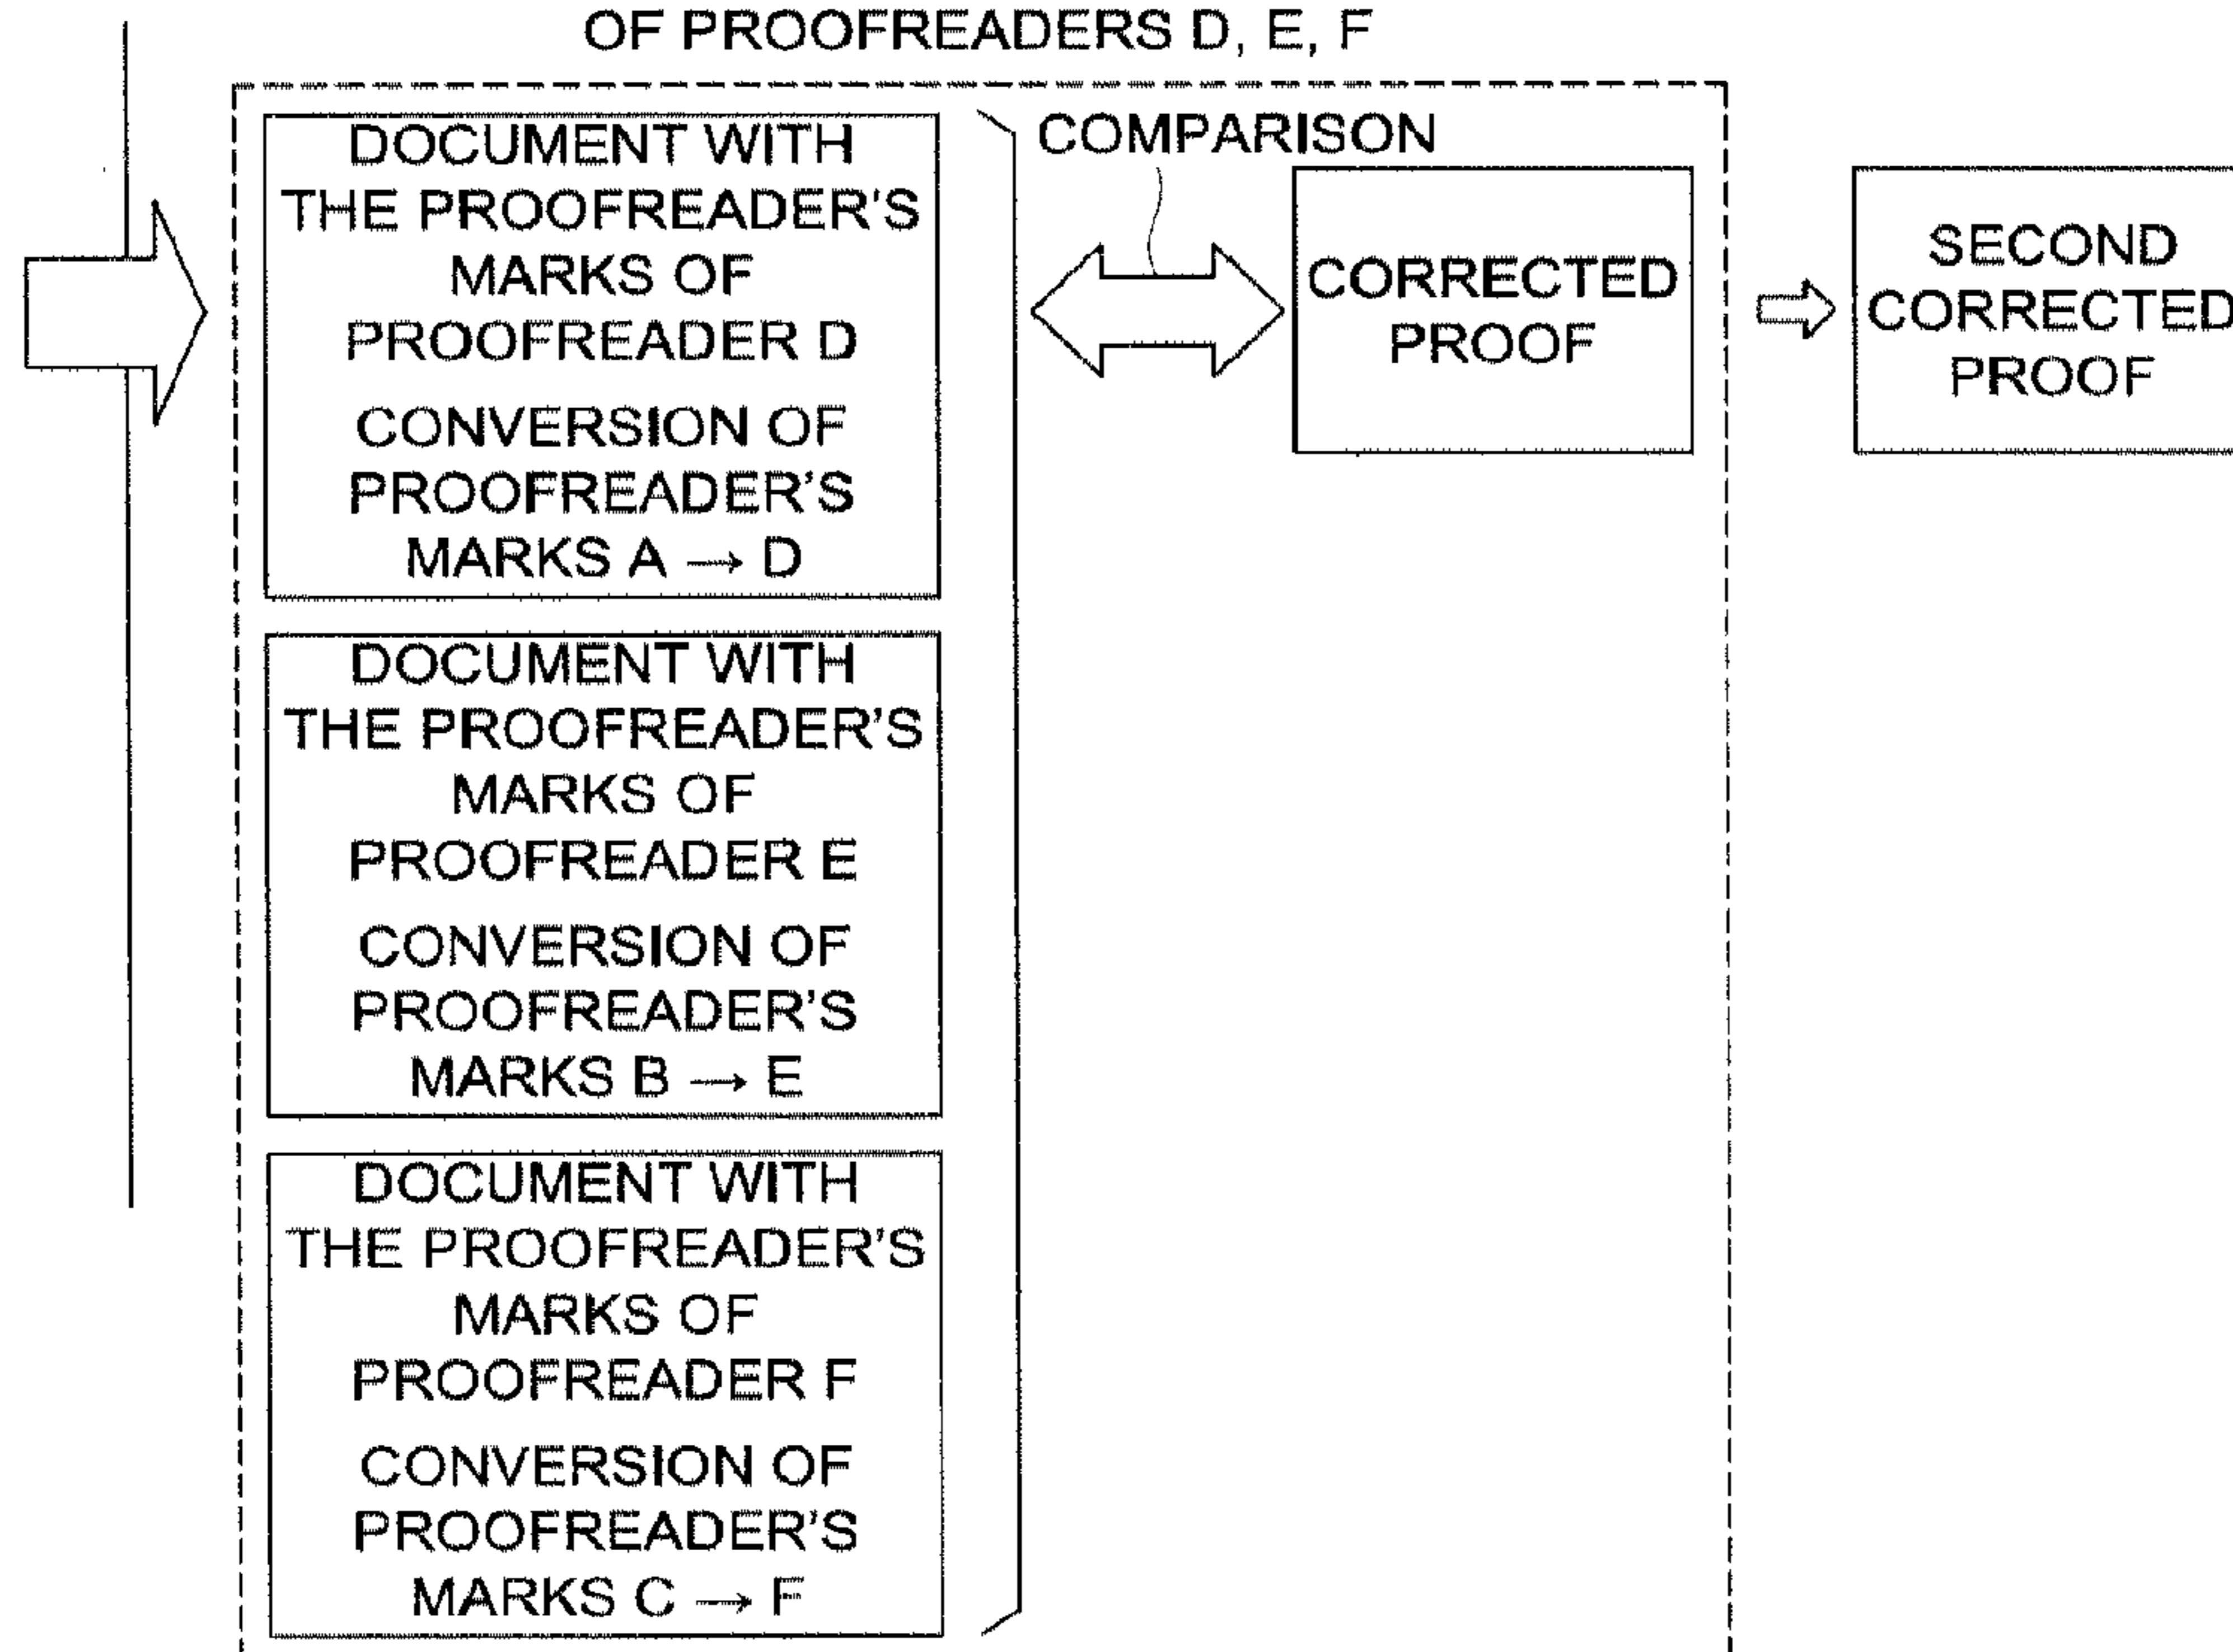 OF PROOFREADERS D, E, F
DOCUMENT WITH
THE PROOFREADER'S
MARKS OF
PROOFREADER D
CONVERSION OF
PROOFREADER'S
MARKS A → D
COMPARISON
CORRECTED
PROOF
SECOND
CORRECTED
PROOF
DOCUMENT WITH
THE PROOFREADER'S
MARKS OF
PROOFREADER E
CONVERSION OF
PROOFREADER'S
MARKS B → E
DOCUMENT WITH
THE PROOFREADER'S
MARKS OF
PROOFREADER F
CONVERSION OF
PROOFREADER'S
MARKS C → F